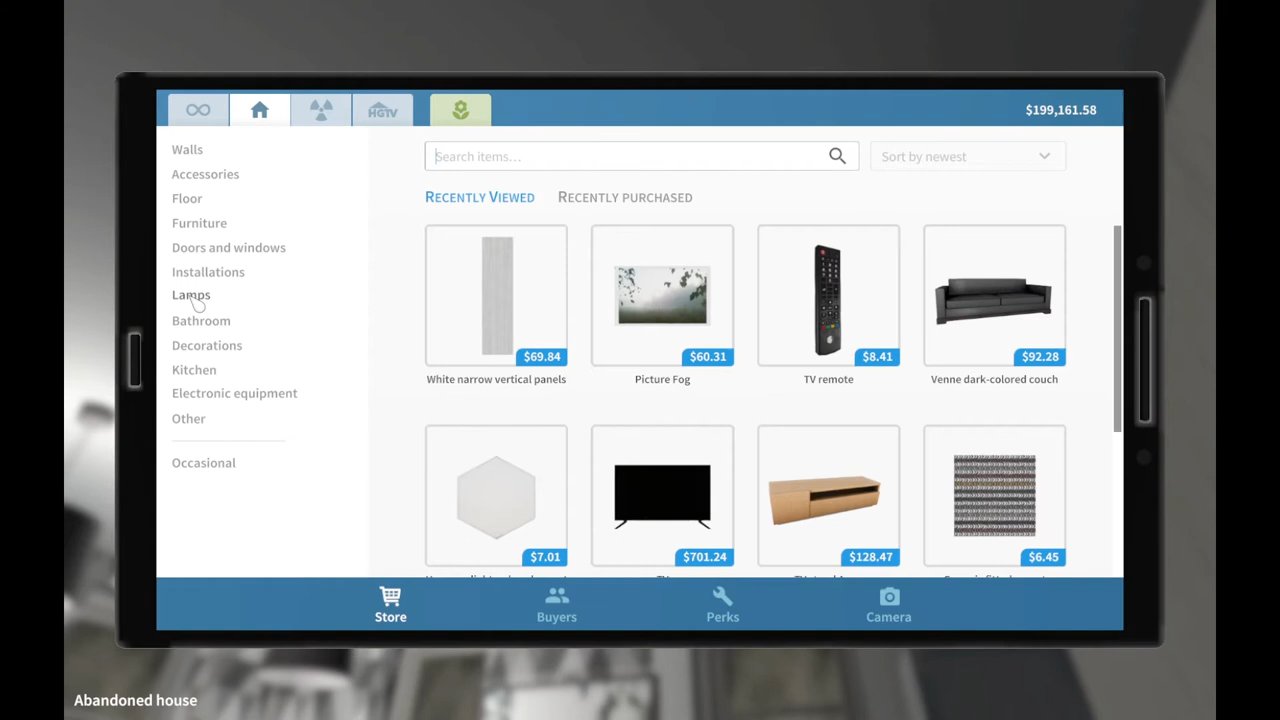 HGTV
$199,161.58
Walls
Accessories
Floor
Furniture
Doors and windows
Installations
Lamps
Bathroom
Decorations
Kitchen
Electronic equipment
Other
Occasional
Search items...
Sort by newest
RECENTLY VIEWED
RECENTLY PURCHASED
$69.84
$60.31
$8.41
$92.28
White narrow vertical panels
Picture Fog
TV remote
Venne dark-colored couch
$7.01
$701.24
$128.47
$6.45
Store
Buyers
Perks
Camera
Abandoned house